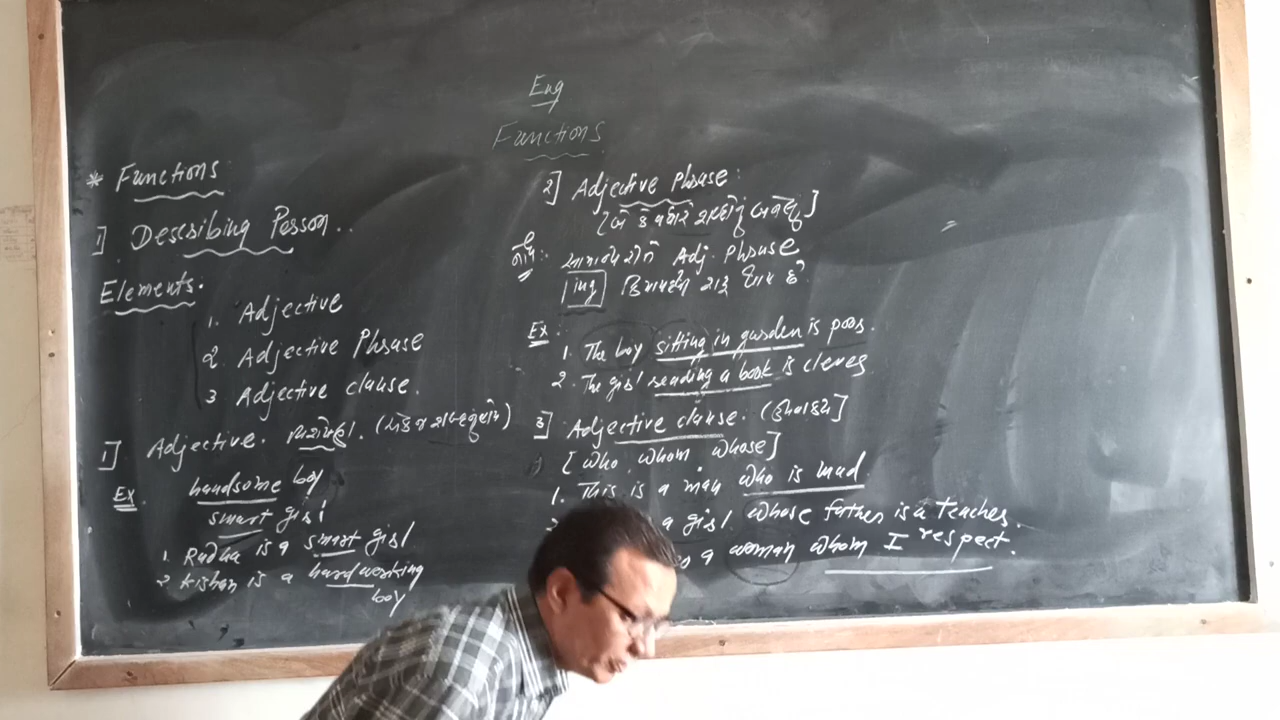 Eng
Functions
* Functions
1] Describing Person..
Elements.
1. Adjective
2. Adjective Phrase
3 Adjective clause.
1] Adjective.
Ex handsome boy
smart girl
1. Radha is a smart girl
2 Kishan is a hardworking
boy
2] Adjective Phrase:
Adj. Phrase
ing
Ex:
1. The boy sitting in garden is poor.
2. The girl reading a book is clever
3] Adjective clause.
[who, whom, whose]
1. This is a man who is mad.
a girl whose father is a teacher.
a woman whom I respect.